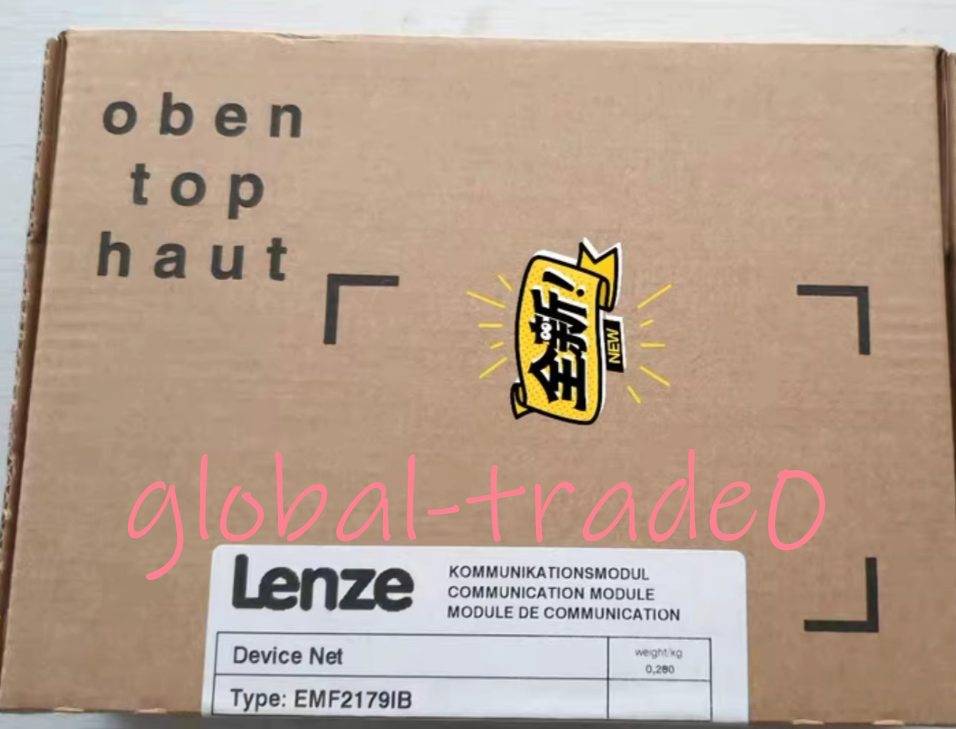 oben
top
haut
全新!
NEW
global-trade0
Lenze
KOMMUNIKATIONSMODUL
COMMUNICATION MODULE
MODULE DE COMMUNICATION
Device Net
weight/kg
0,280
Type: EMF2179IB